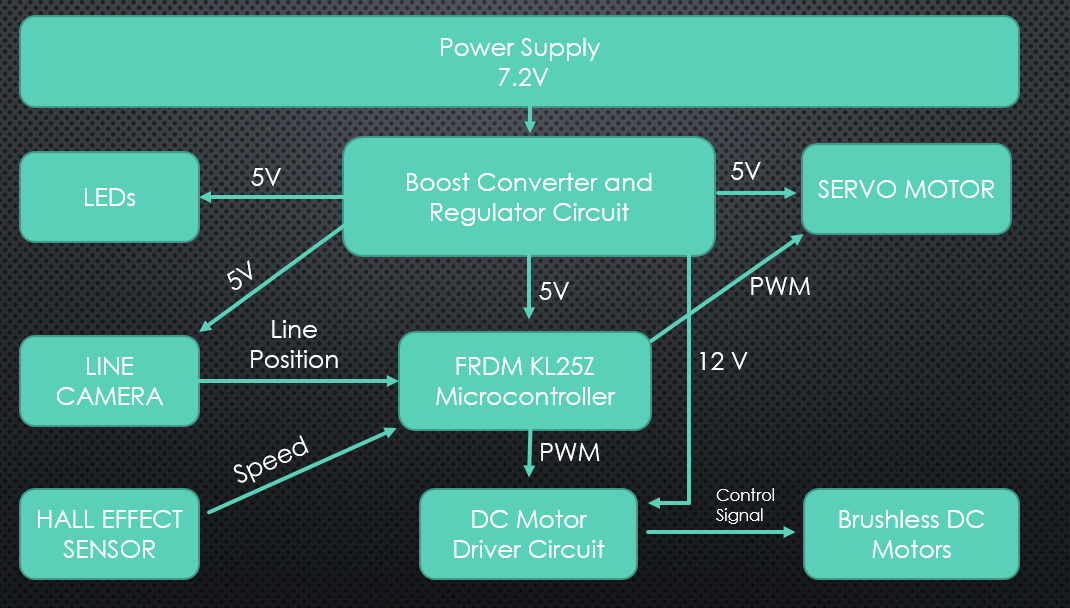 Power Supply
7.2V
Boost Converter and
Regulator Circuit
LEDs
5V
5V
SERVO MOTOR
5V
5V
PWM
Line
Position
LINE
CAMERA
FRDM KL25Z
Microcontroller
12 V
Speed
PWM
HALL EFFECT
SENSOR
DC Motor
Driver Circuit
Control
Signal
Brushless DC
Motors